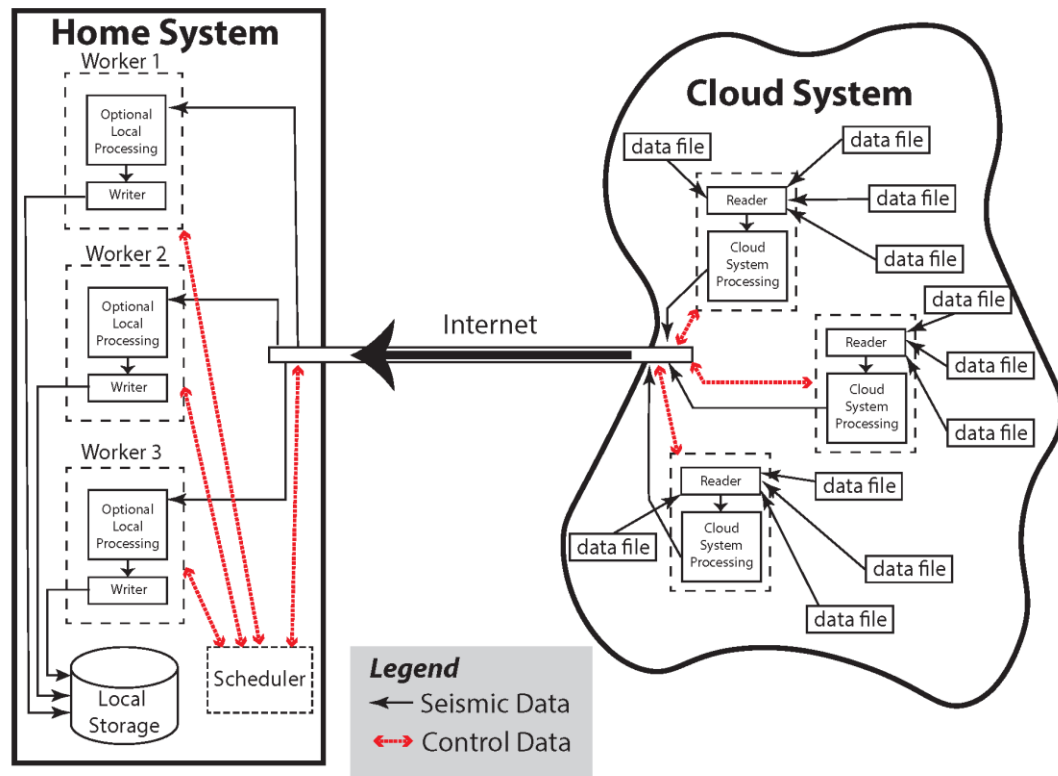 Home System
Worker 1
Optional
Local
Processing
Writer
Worker 2
Optional
Local
Processing
Writer
Worker 3
Optional
Local
Processing
Writer
Local
Storage
Scheduler
Internet
Legend
Seismic Data
Control Data
Cloud System
data file
data file
data file
data file
Reader
Cloud
System
Processing
data file
data file
data file
Reader
Cloud
System
Processing
data file
data file
data file
data file
Reader
Cloud
System
Processing